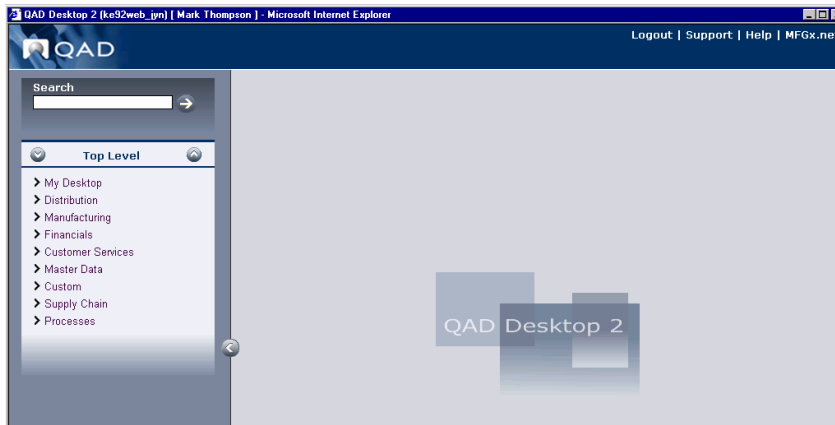 QAD Desktop 2 (ke92web_jyn) [ Mark Thompson ] - Microsoft Internet Explorer
QAD
Logout | Support | Help | MFGx.ne
Search
Top Level
My Desktop
Distribution
Manufacturing
Financials
Customer Services
Master Data
Custom
Supply Chain
Processes
QAD Desktop 2